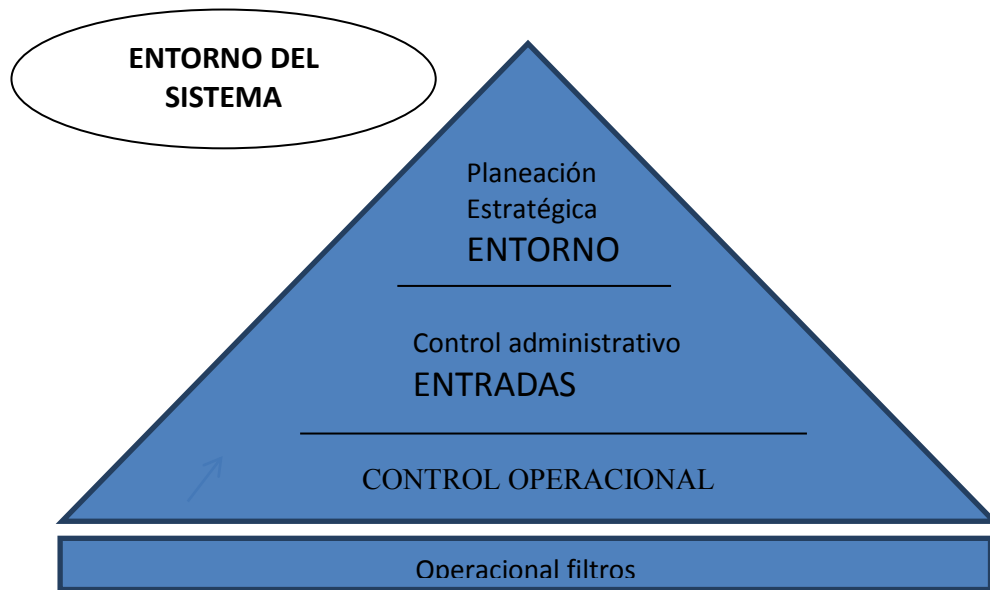 ENTORNO DEL
SISTEMA
Planeación
Estratégica
ENTORNO
Control administrativo
ENTRADAS
CONTROL OPERACIONAL
Operacional filtros